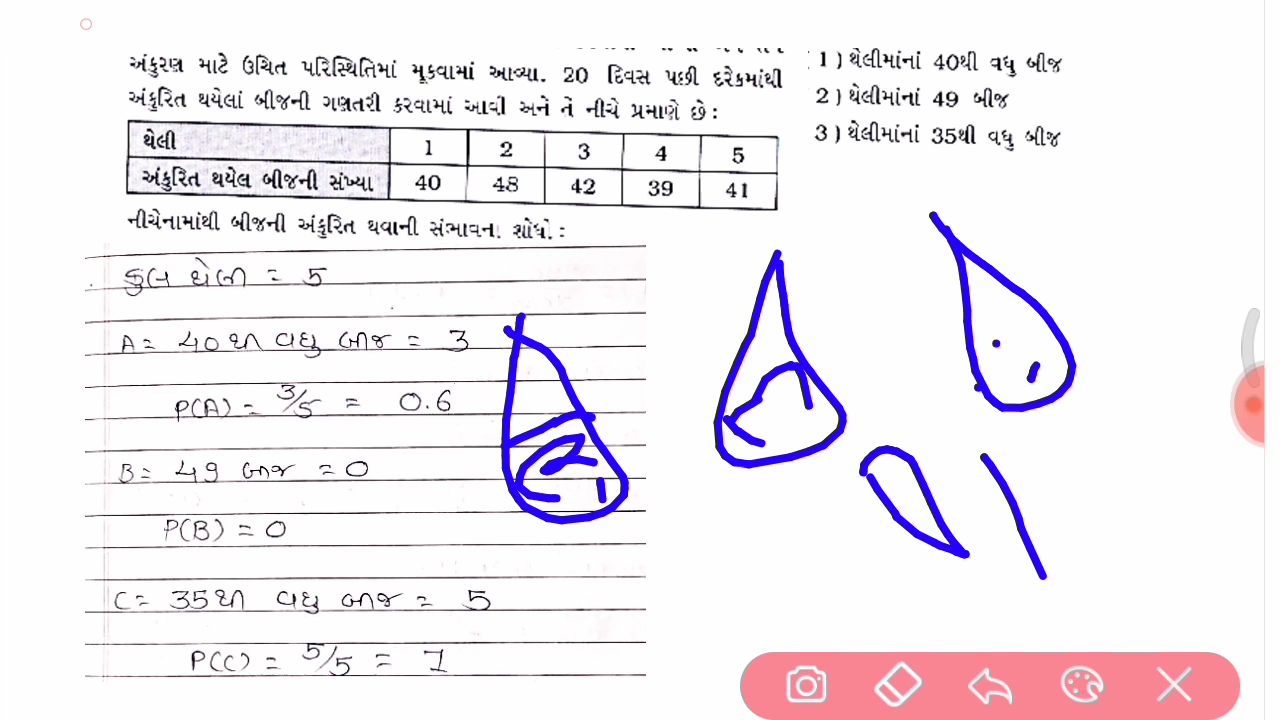 અંકુરણ માટે ઉચિત પરિસ્થિતિમાં મૂકવામાં આવ્યા. 20 દિવસ પછી દરેકમાંથી
અંકુરિત થયેલાં બીજની ગણતરી કરવામાં આવી અને તે નીચે પ્રમાણે છે :
થેલી 1 2 3 4 5
અંકુરિત થયેલ બીજની સંખ્યા 40 48 42 39 41
નીચેનામાંથી બીજની અંકુરિત થવાની સંભાવના શોધો :
1 ) થેલીમાંનાં 40થી વધુ બીજ
2 ) થેલીમાંનાં 49 બીજ
3 ) થેલીમાંનાં 35થી વધુ બીજ
કુલ થેલી = 5
A = 40થી વધુ બીજ = 3
P(A) = 3/5 = 0.6
B = 49 બીજ = 0
P(B) = 0
C = 35થી વધુ બીજ = 5
P(C) = 5/5 = 1